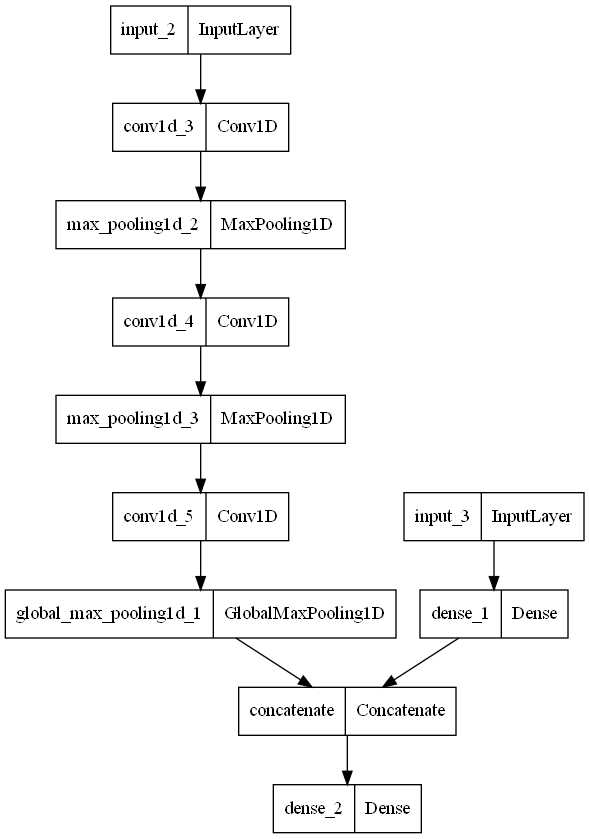 input_2 InputLayer
conv1d_3 Conv1D
max_pooling1d_2 MaxPooling1D
conv1d_4 Conv1D
max_pooling1d_3 MaxPooling1D
conv1d_5 Conv1D
input_3 InputLayer
global_max_pooling1d_1 GlobalMaxPooling1D
dense_1 Dense
concatenate Concatenate
dense_2 Dense